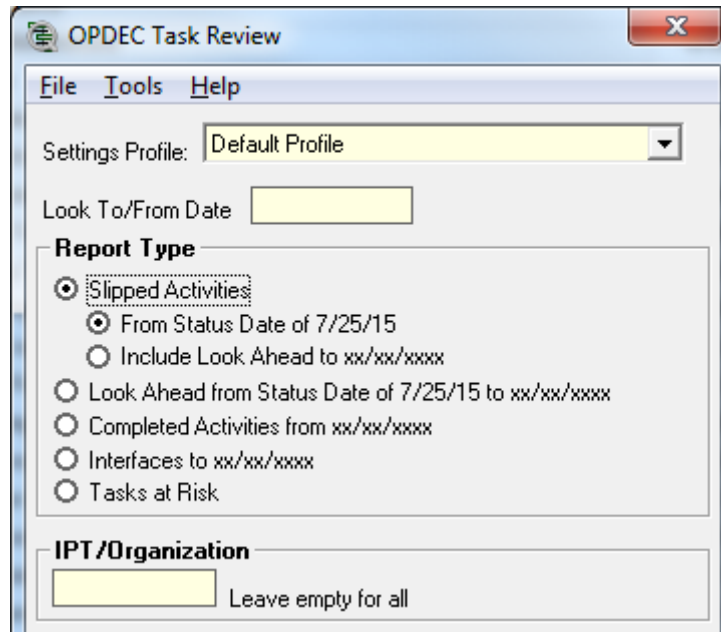 OPDEC Task Review
File Tools Help
Settings Profile: Default Profile
Look To/From Date
Report Type
Slipped Activities
From Status Date of 7/25/15
Include Look Ahead to xx/xx/xxxx
Look Ahead from Status Date of 7/25/15 to xx/xx/xxxx
Completed Activities from xx/xx/xxxx
Interfaces to xx/xx/xxxx
Tasks at Risk
IPT/Organization
Leave empty for all